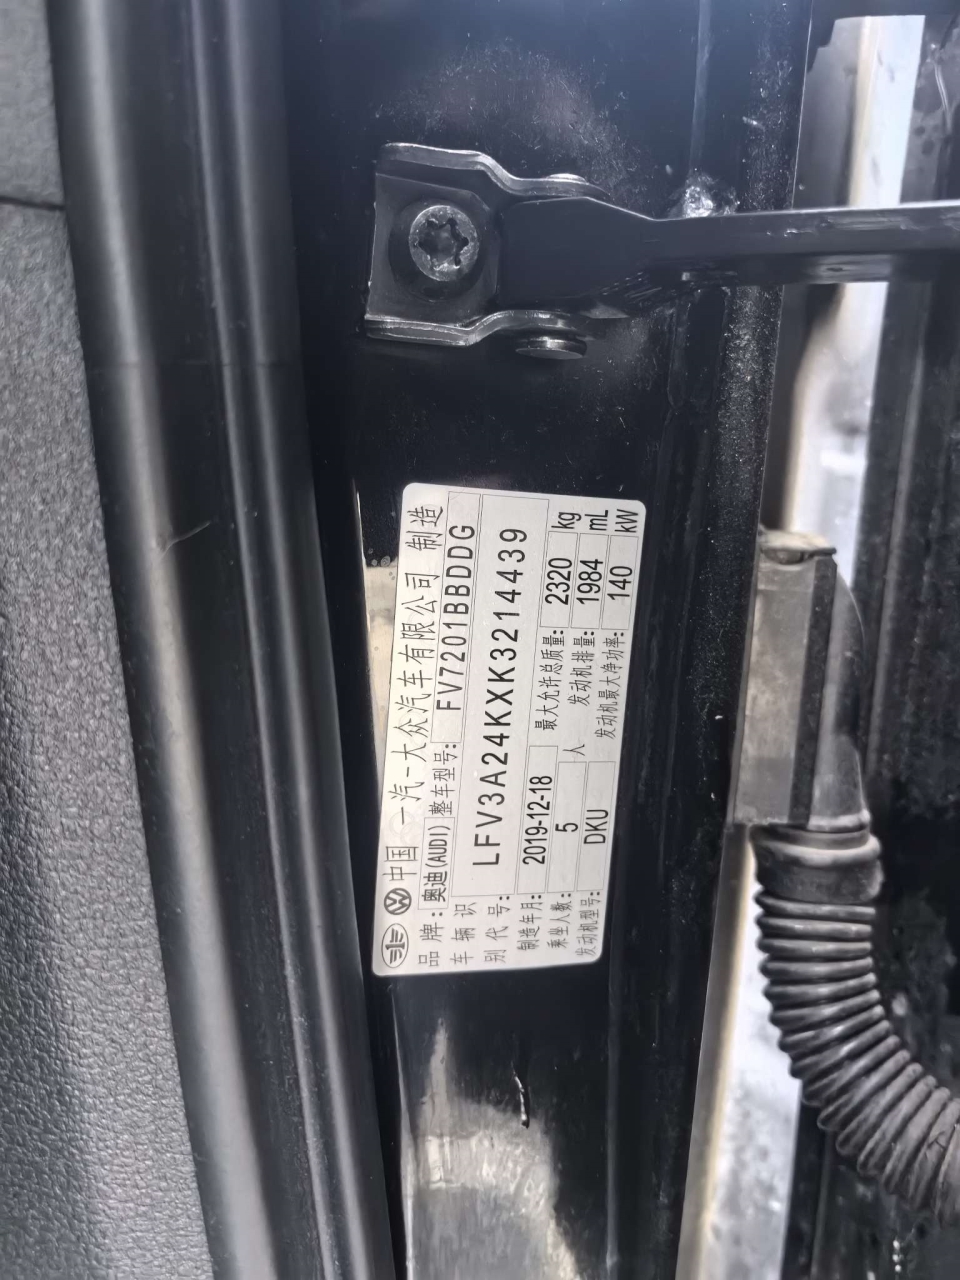 中国一汽-大众汽车有限公司 制造
品牌: 奥迪(AUDI) 整车型号: FV7201BBDDG
车辆识别代号: LFV3A24KXK3214439
制造年月: 2019-12-18 最大允许总质量: 2320 kg
乘坐人数: 5 人 发动机排量: 1984 mL
发动机型号: DKU 发动机最大净功率: 140 kW